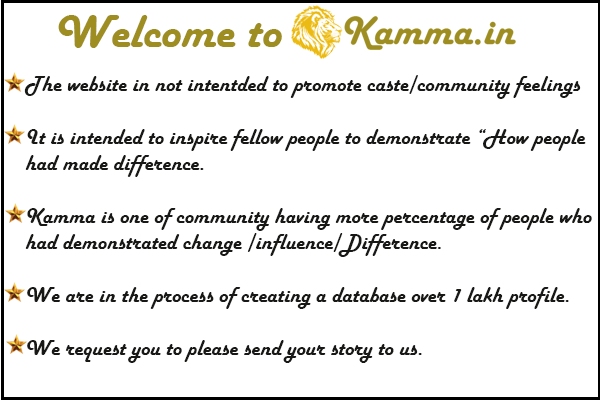 Welcome to Kamma.in
The website in not intentded to promote caste/community feelings
It is intended to inspire fellow people to demonstrate “How people
had made difference.
Kamma is one of community having more percentage of people who
had demonstrated change /influence/Difference.
We are in the process of creating a database over 1 lakh profile.
We request you to please send your story to us.